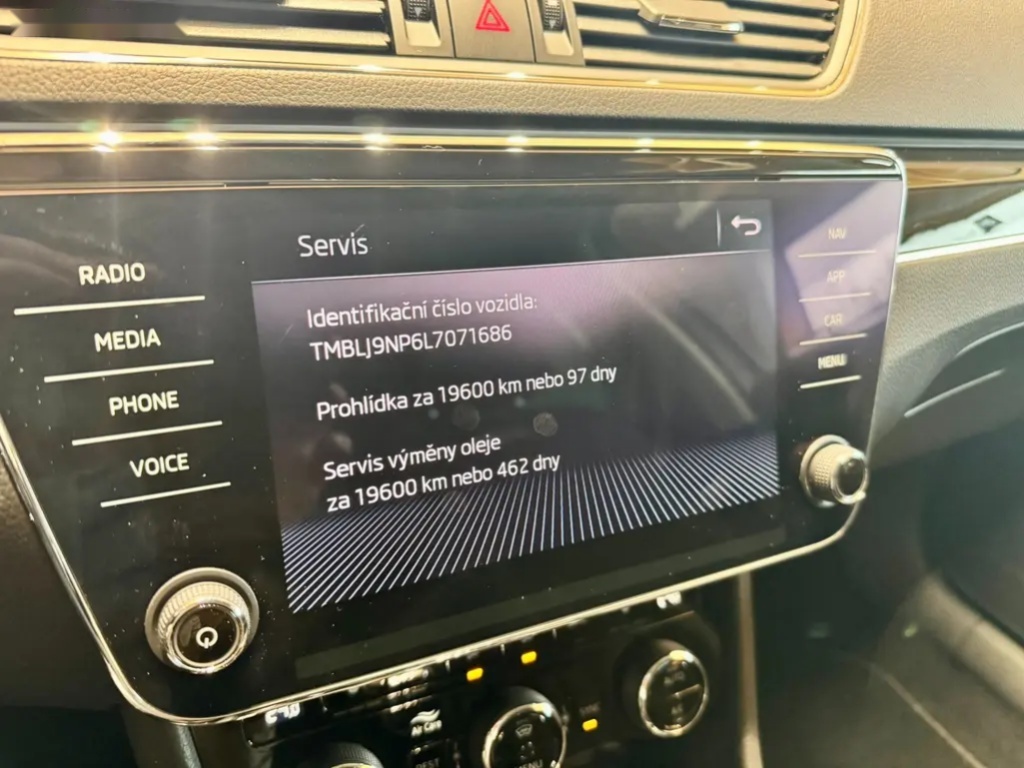 Servis
RADIO
MEDIA
PHONE
VOICE
Identifikační číslo vozidla:
TMBLJ9NP6L7071686
Prohlídka za 19600 km nebo 97 dny
Servis výměny oleje
za 19600 km nebo 462 dny
NAV
APP
CAR
MENU